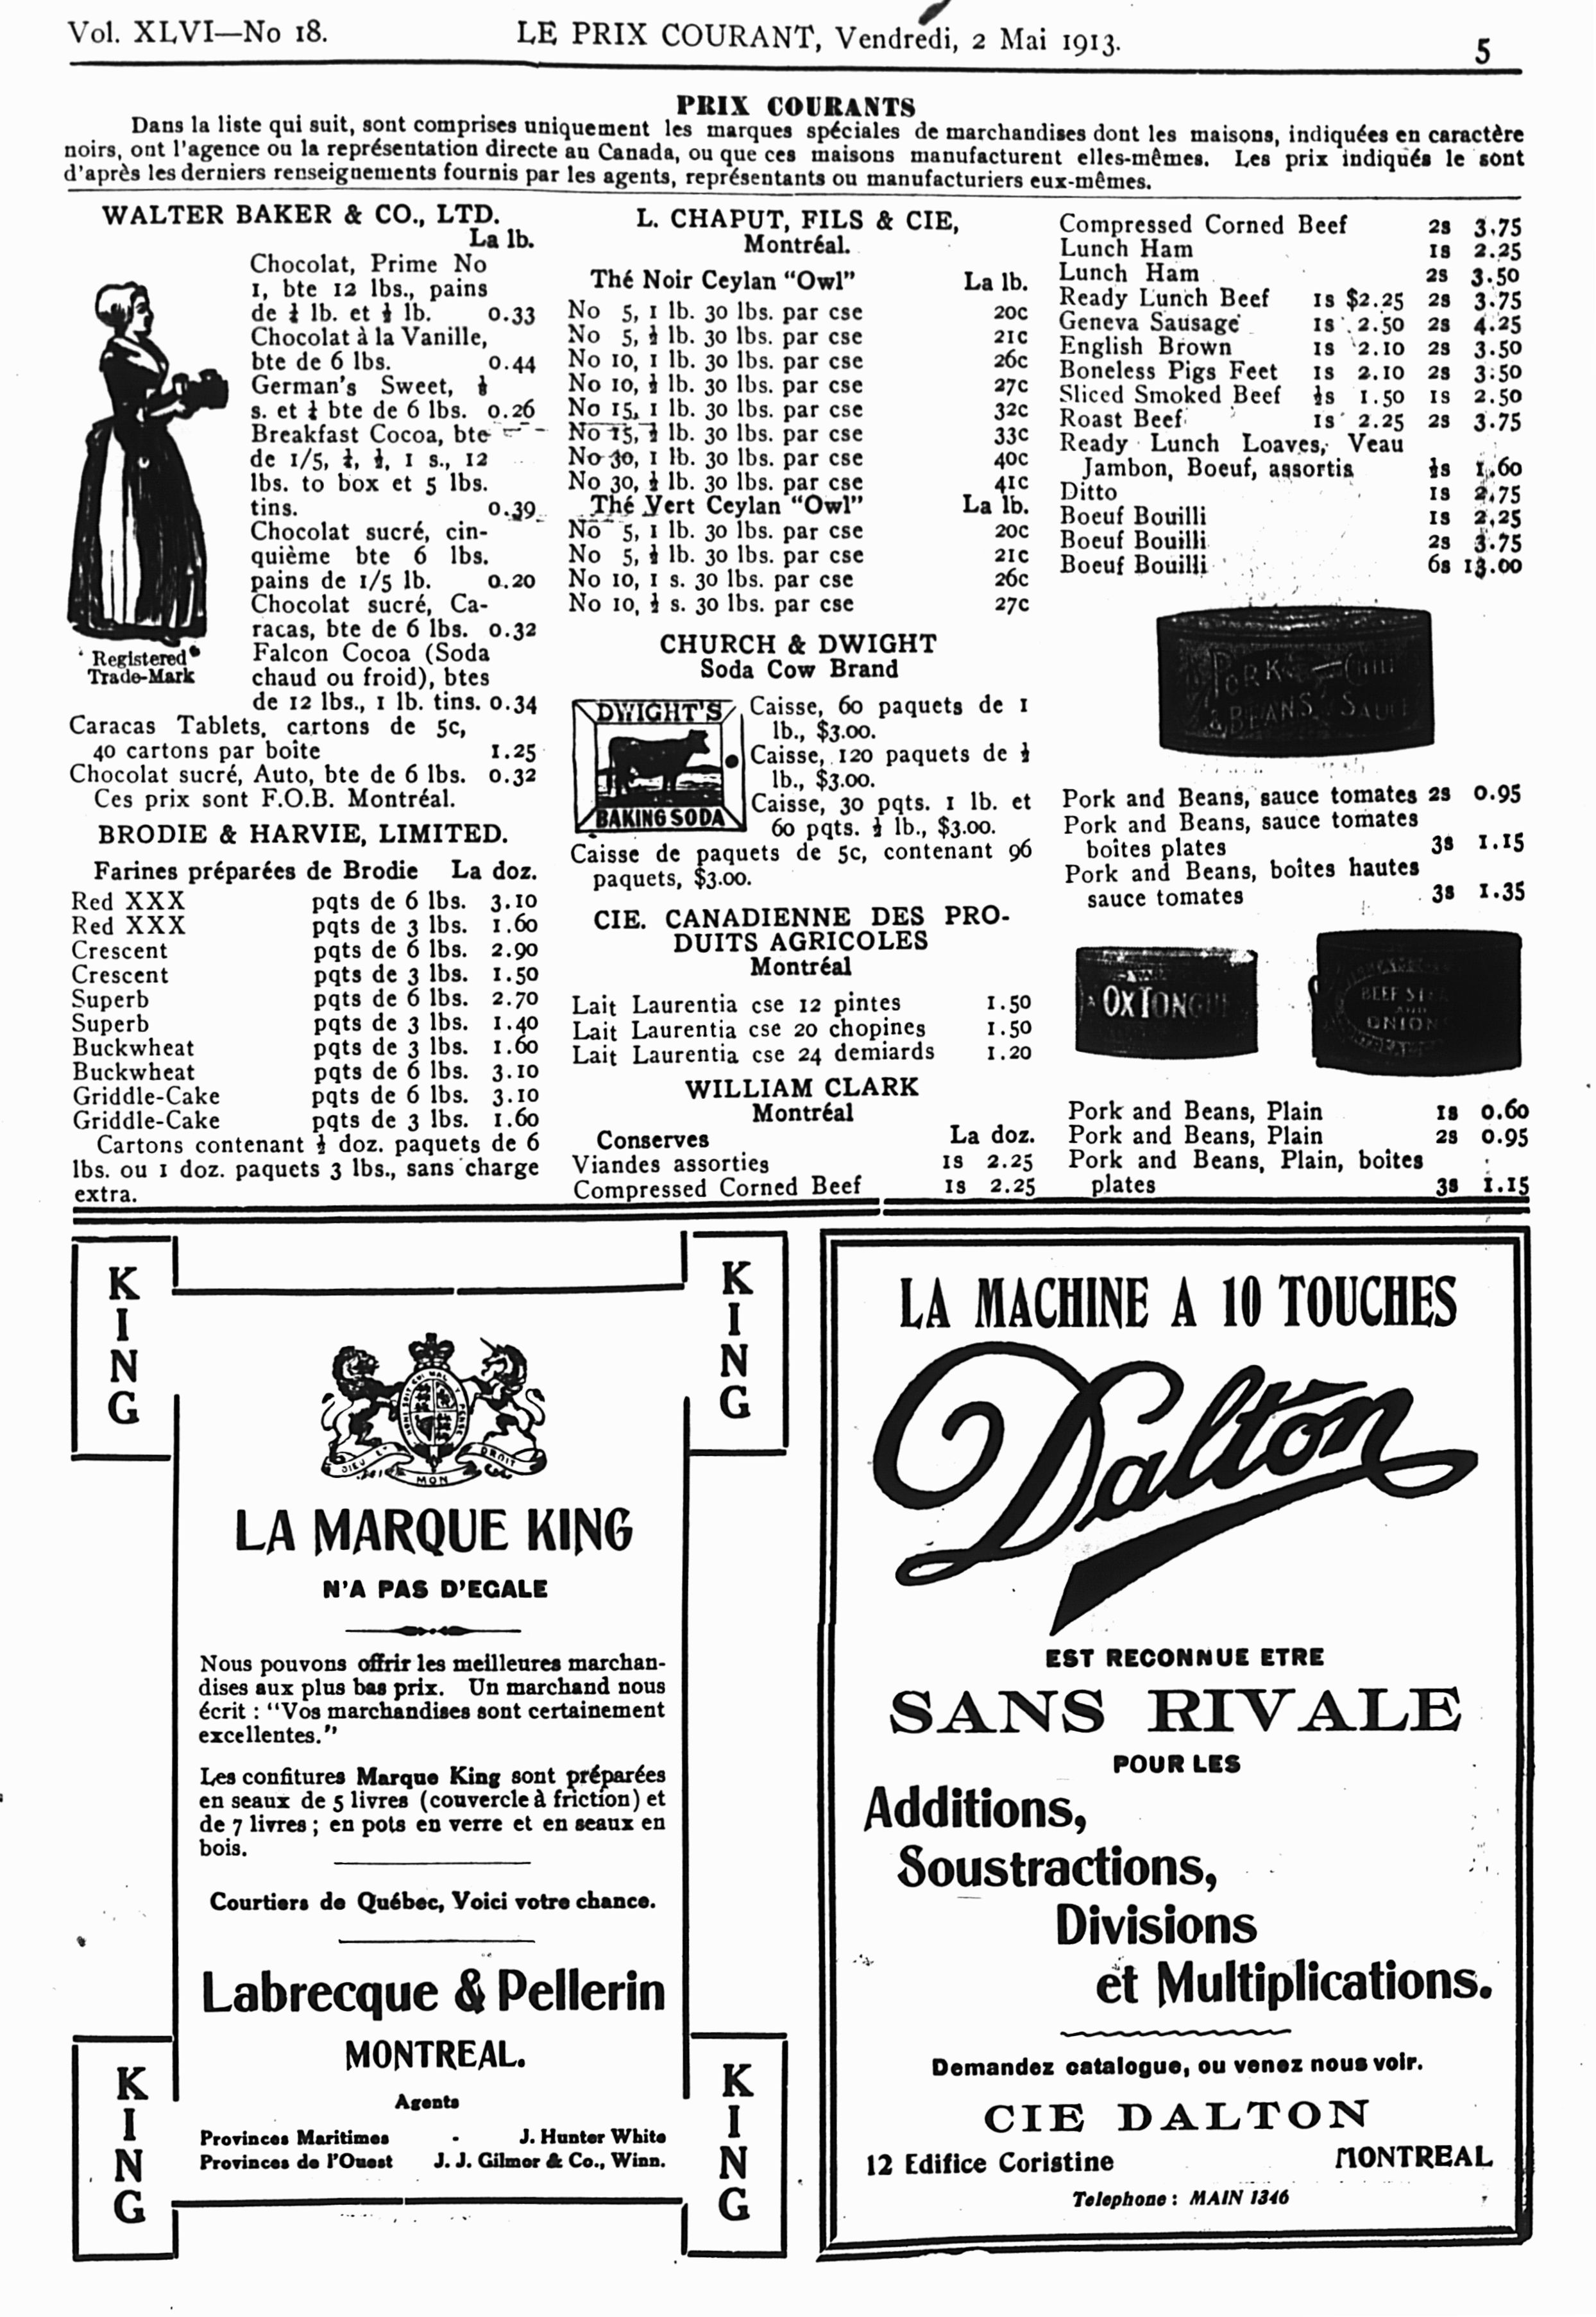 Vol. XLVI—No 18.
LE PRIX COURANT, Vendredi, 2 Mai 1913.
5
PRIX COURANTS
Dans la liste qui suit, sont comprises uniquement les marques spéciales de marchandises dont les maisons, indiquées en caractère
noirs, ont l'agence ou la représentation directe au Canada, ou que ces maisons manufacturent elles-mêmes. Les prix indiqués le sont
d'après les derniers renseignements fournis par les agents, représentants ou manufacturiers eux-mêmes.
WALTER BAKER & CO., LTD.
La lb.
Chocolat, Prime No
1, bte 12 lbs., pains
de ¼ lb. et ½ lb. 0.33
Chocolat à la Vanille,
bte de 6 lbs. 0.44
German's Sweet, ⅛
s. et ¼ bte de 6 lbs. 0.26
Breakfast Cocoa, bte
de 1/5, ¼, ½, 1 s., 12
lbs. to box et 5 lbs.
tins. 0.39
Chocolat sucré, cin-
quième bte 6 lbs.
pains de 1/5 lb. 0.20
Chocolat sucré, Ca-
racas, bte de 6 lbs. 0.32
Falcon Cocoa (Soda
chaud ou froid), btes
de 12 lbs., 1 lb. tins. 0.34
Registered
Trade-Mark
Caracas Tablets, cartons de 5c,
40 cartons par boite 1.25
Chocolat sucré, Auto, bte de 6 lbs. 0.32
Ces prix sont F.O.B. Montréal.
BRODIE & HARVIE, LIMITED.
Farines préparées de Brodie La doz.
Red XXX pqts de 6 lbs. 3.10
Red XXX pqts de 3 lbs. 1.60
Crescent pqts de 6 lbs. 2.90
Crescent pqts de 3 lbs. 1.50
Superb pqts de 6 lbs. 2.70
Superb pqts de 3 lbs. 1.40
Buckwheat pqts de 3 lbs. 1.60
Buckwheat pqts de 6 lbs. 3.10
Griddle-Cake pqts de 6 lbs. 3.10
Griddle-Cake pqts de 3 lbs. 1.60
Cartons contenant ½ doz. paquets de 6
lbs. ou 1 doz. paquets 3 lbs., sans charge
extra.
L. CHAPUT, FILS & CIE,
Montréal.
Thé Noir Ceylan "Owl" La lb.
No 5, 1 lb. 30 lbs. par cse 20c
No 5, ½ lb. 30 lbs. par cse 21c
No 10, 1 lb. 30 lbs. par cse 26c
No 10, ½ lb. 30 lbs. par cse 27c
No 15, 1 lb. 30 lbs. par cse 32c
No 15, ½ lb. 30 lbs. par cse 33c
No 30, 1 lb. 30 lbs. par cse 40c
No 30, ½ lb. 30 lbs. par cse 41c
Thé Vert Ceylan "Owl" La lb.
No 5, 1 lb. 30 lbs. par cse 20c
No 5, ½ lb. 30 lbs. par cse 21c
No 10, 1 s. 30 lbs. par cse 26c
No 10, ½ s. 30 lbs. par cse 27c
CHURCH & DWIGHT
Soda Cow Brand
DWIGHT'S
BAKING SODA
Caisse, 60 paquets de 1
lb., $3.00.
Caisse, 120 paquets de ½
lb., $3.00.
Caisse, 30 pqts. 1 lb. et
60 pqts. ½ lb., $3.00.
Caisse de paquets de 5c, contenant 96
paquets, $3.00.
CIE. CANADIENNE DES PRO-
DUITS AGRICOLES
Montréal
Lait Laurentia cse 12 pintes 1.50
Lait Laurentia cse 20 chopines 1.50
Lait Laurentia cse 24 demiards 1.20
WILLIAM CLARK
Montréal
Conserves La doz.
Viandes assorties 1s 2.25
Compressed Corned Beef 1s 2.25
Compressed Corned Beef 2s 3.75
Lunch Ham 1s 2.25
Lunch Ham 2s 3.50
Ready Lunch Beef 1s $2.25 2s 3.75
Geneva Sausage 1s 2.50 2s 4.25
English Brown 1s 2.10 2s 3.50
Boneless Pigs Feet 1s 2.10 2s 3.50
Sliced Smoked Beef ½s 1.50 1s 2.50
Roast Beef 1s 2.25 2s 3.75
Ready Lunch Loaves, Veau
Jambon, Boeuf, assortis ½s 1.60
Ditto 1s 2.75
Boeuf Bouilli 1s 2.25
Boeuf Bouilli 2s 3.75
Boeuf Bouilli 6s 13.00
PORK & BEANS CHILI SAUCE
Pork and Beans, sauce tomates 2s 0.95
Pork and Beans, sauce tomates
boites plates 3s 1.15
Pork and Beans, boites hautes
sauce tomates 3s 1.35
OX TONGUE
BEEF STEAK
AND
ONIONS
Pork and Beans, Plain 1s 0.60
Pork and Beans, Plain 2s 0.95
Pork and Beans, Plain, boites
plates 3s 1.15
KING
KING
DIEU ET MON DROIT
LA MARQUE KING
N'A PAS D'EGALE
Nous pouvons offrir les meilleures marchan-
dises aux plus bas prix. Un marchand nous
écrit : "Vos marchandises sont certainement
excellentes."
Les confitures Marque King sont préparées
en seaux de 5 livres (couvercle à friction) et
de 7 livres ; en pots en verre et en seaux en
bois.
Courtiers de Québec, Voici votre chance.
Labrecque & Pellerin
MONTREAL.
Agents
Provinces Maritimes - J. Hunter White
Provinces de l'Ouest J. J. Gilmor & Co., Winn.
KING
KING
LA MACHINE A 10 TOUCHES
Dalton
EST RECONNUE ETRE
SANS RIVALE
POUR LES
Additions,
Soustractions,
Divisions
et Multiplications.
Demandez catalogue, ou venez nous voir.
CIE DALTON
12 Edifice Coristine MONTREAL
Telephone : MAIN 1346